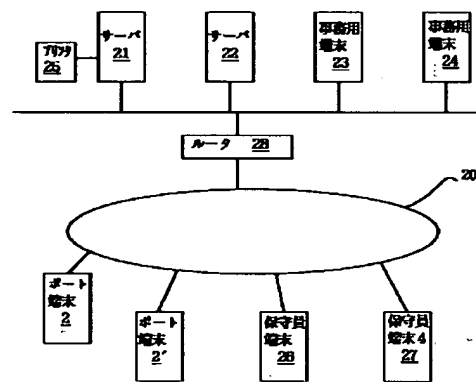 サーバ
21
サーバ
22
事務用
端末
23
事務用
端末
24
プリンタ
25
ルータ 28
20
ポート
端末
2
ポート
端末
2'
保守員
端末
26
保守員
端末4
27